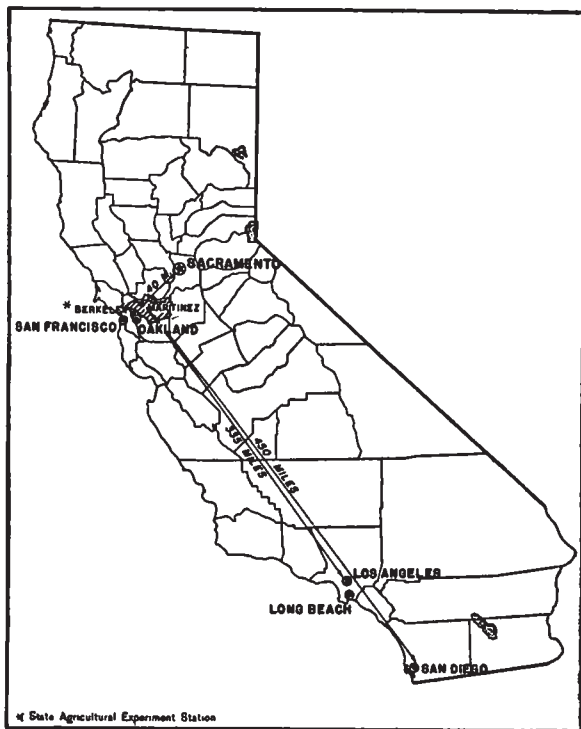 SACRAMENTO
40 M.
* BERKELEY MARTINEZ
SAN FRANCISCO OAKLAND
335 MILES
450 MILES
LOS ANGELES
LONG BEACH
SAN DIEGO
* State Agricultural Experiment Station